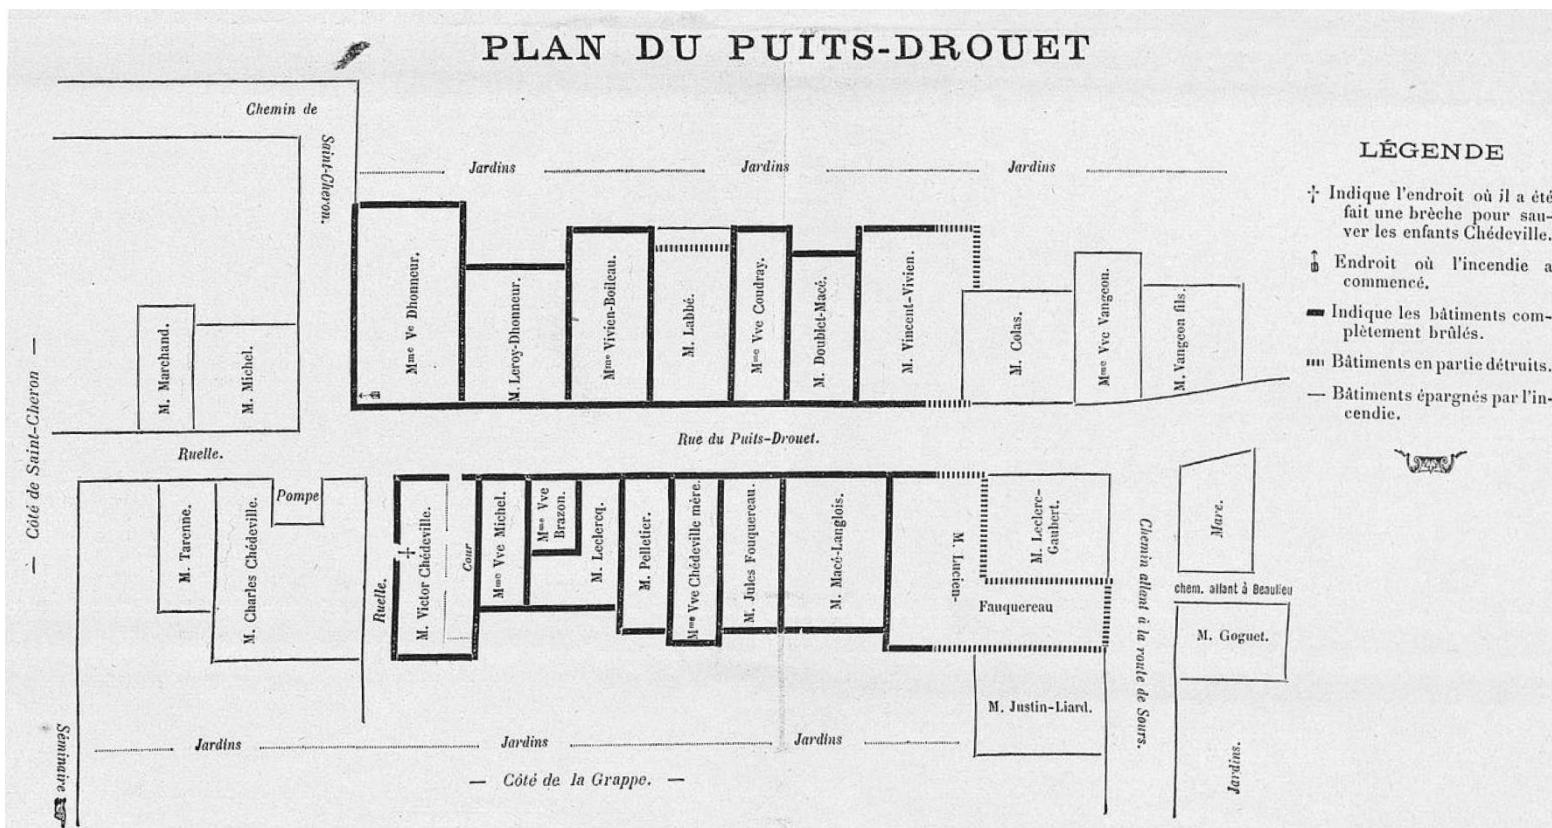 PLAN DU PUITS-DROUET
Chemin de
Saint-Cheron.
Jardins
Jardins
Jardins
LÉGENDE
† Indique l'endroit où il a été
fait une brèche pour sau-
ver les enfants Chédeville.
Endroit où l'incendie a
commencé.
Indique les bâtiments com-
plètement brûlés.
Bâtiments en partie détruits.
— Bâtiments épargnés par l'in-
cendie.
— Côté de Saint-Cheron —
M. Marchand.
M. Michel.
Mme Ve Dhonneur.
M. Leroy-Dhonneur.
Mme Vivien-Boileau.
M. Labbé.
Mme Vve Coudray.
M. Doublet-Macé.
M. Vincent-Vivien.
M. Colas.
Mme Vve Vangeon.
M. Vangeon fils.
Ruelle.
Rue du Puits-Drouet.
M. Tarenne.
M. Charles Chédeville.
Pompe
Ruelle.
M. Victor Chédeville.
†
Cour
Mme Vve Michel.
Mme Vve
Brazon.
M. Leclercq.
M. Pelletier.
Mme Vve Chédeville mère.
M. Jules Fouquereau.
M. Macé-Langlois.
M. Lucien-
Fauquereau
M. Leclerc-
Gaubert.
M. Justin-Liard.
Chemin allant à la route de Sours.
Mare.
chem. allant à Beaulieu
M. Goguet.
Jardins.
Séminaire
Jardins
Jardins
Jardins
— Côté de la Grappe. —